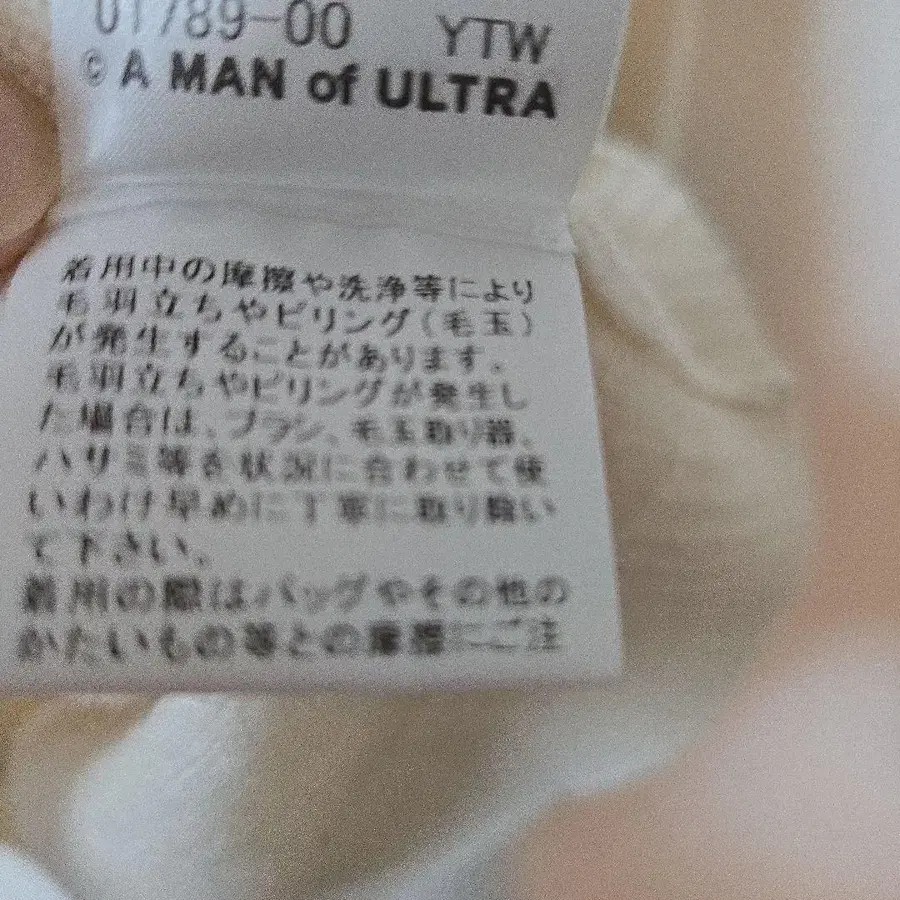 01789-00 YTW
© A MAN of ULTRA
着用中の摩擦や洗浄等により
毛羽立ちやピリング(毛玉)
が発生することがあります。
毛羽立ちやピリングが発生し
た場合は、ブラシ、毛玉取り器、
ハサミ等を状況に合わせて使
いわけ早めに丁寧に取り除い
て下さい。
着用の際はバッグやその他の
かたいもの等との摩擦にご注